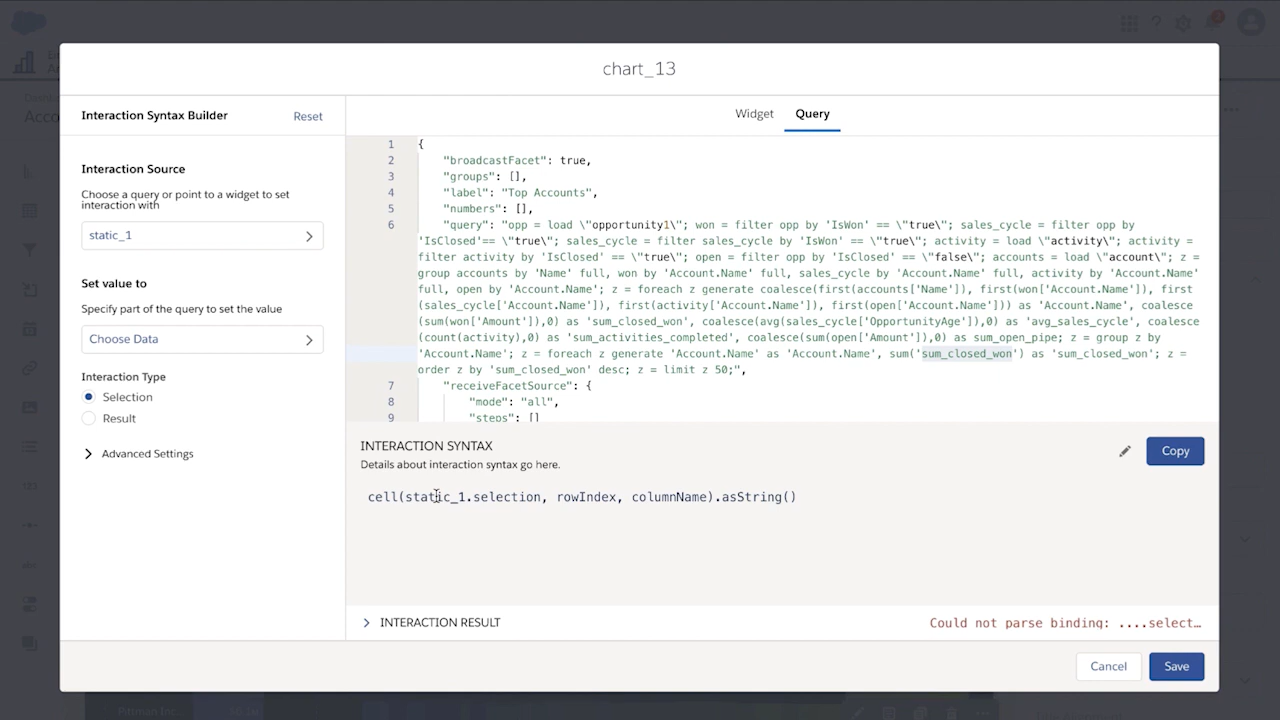 chart_13
Interaction Syntax Builder
Reset
Interaction Source
Choose a query or point to a widget to set
interaction with
static_1
Set value to
Specify part of the query to set the value
Choose Data
Interaction Type
Selection
Result
Advanced Settings
Widget
Query
1 {
2 "broadcastFacet": true,
3 "groups": [],
4 "label": "Top Accounts",
5 "numbers": [],
6 "query": "opp = load \"opportunity1\"; won = filter opp by 'IsWon' == \"true\"; sales_cycle = filter opp by
'IsClosed'== \"true\"; sales_cycle = filter sales_cycle by 'IsWon' == \"true\"; activity = load \"activity\"; activity =
filter activity by 'IsClosed' == \"true\"; open = filter opp by 'IsClosed' == \"false\"; accounts = load \"account\"; z =
group accounts by 'Name' full, won by 'Account.Name' full, sales_cycle by 'Account.Name' full, activity by 'Account.Name'
full, open by 'Account.Name'; z = foreach z generate coalesce(first(accounts['Name']), first(won['Account.Name']), first
(sales_cycle['Account.Name']), first(activity['Account.Name']), first(open['Account.Name'])) as 'Account.Name', coalesce
(sum(won['Amount']),0) as 'sum_closed_won', coalesce(avg(sales_cycle['OpportunityAge']),0) as 'avg_sales_cycle', coalesce
(count(activity),0) as 'sum_activities_completed', coalesce(sum(open['Amount']),0) as sum_open_pipe; z = group z by
'Account.Name'; z = foreach z generate 'Account.Name' as 'Account.Name', sum('sum_closed_won') as 'sum_closed_won'; z =
order z by 'sum_closed_won' desc; z = limit z 50;",
7 "receiveFacetSource": {
8 "mode": "all",
9 "steps": []
INTERACTION SYNTAX
Details about interaction syntax go here.
Copy
cell(static_1.selection, rowIndex, columnName).asString()
INTERACTION RESULT
Could not parse binding: ....select…
Cancel
Save